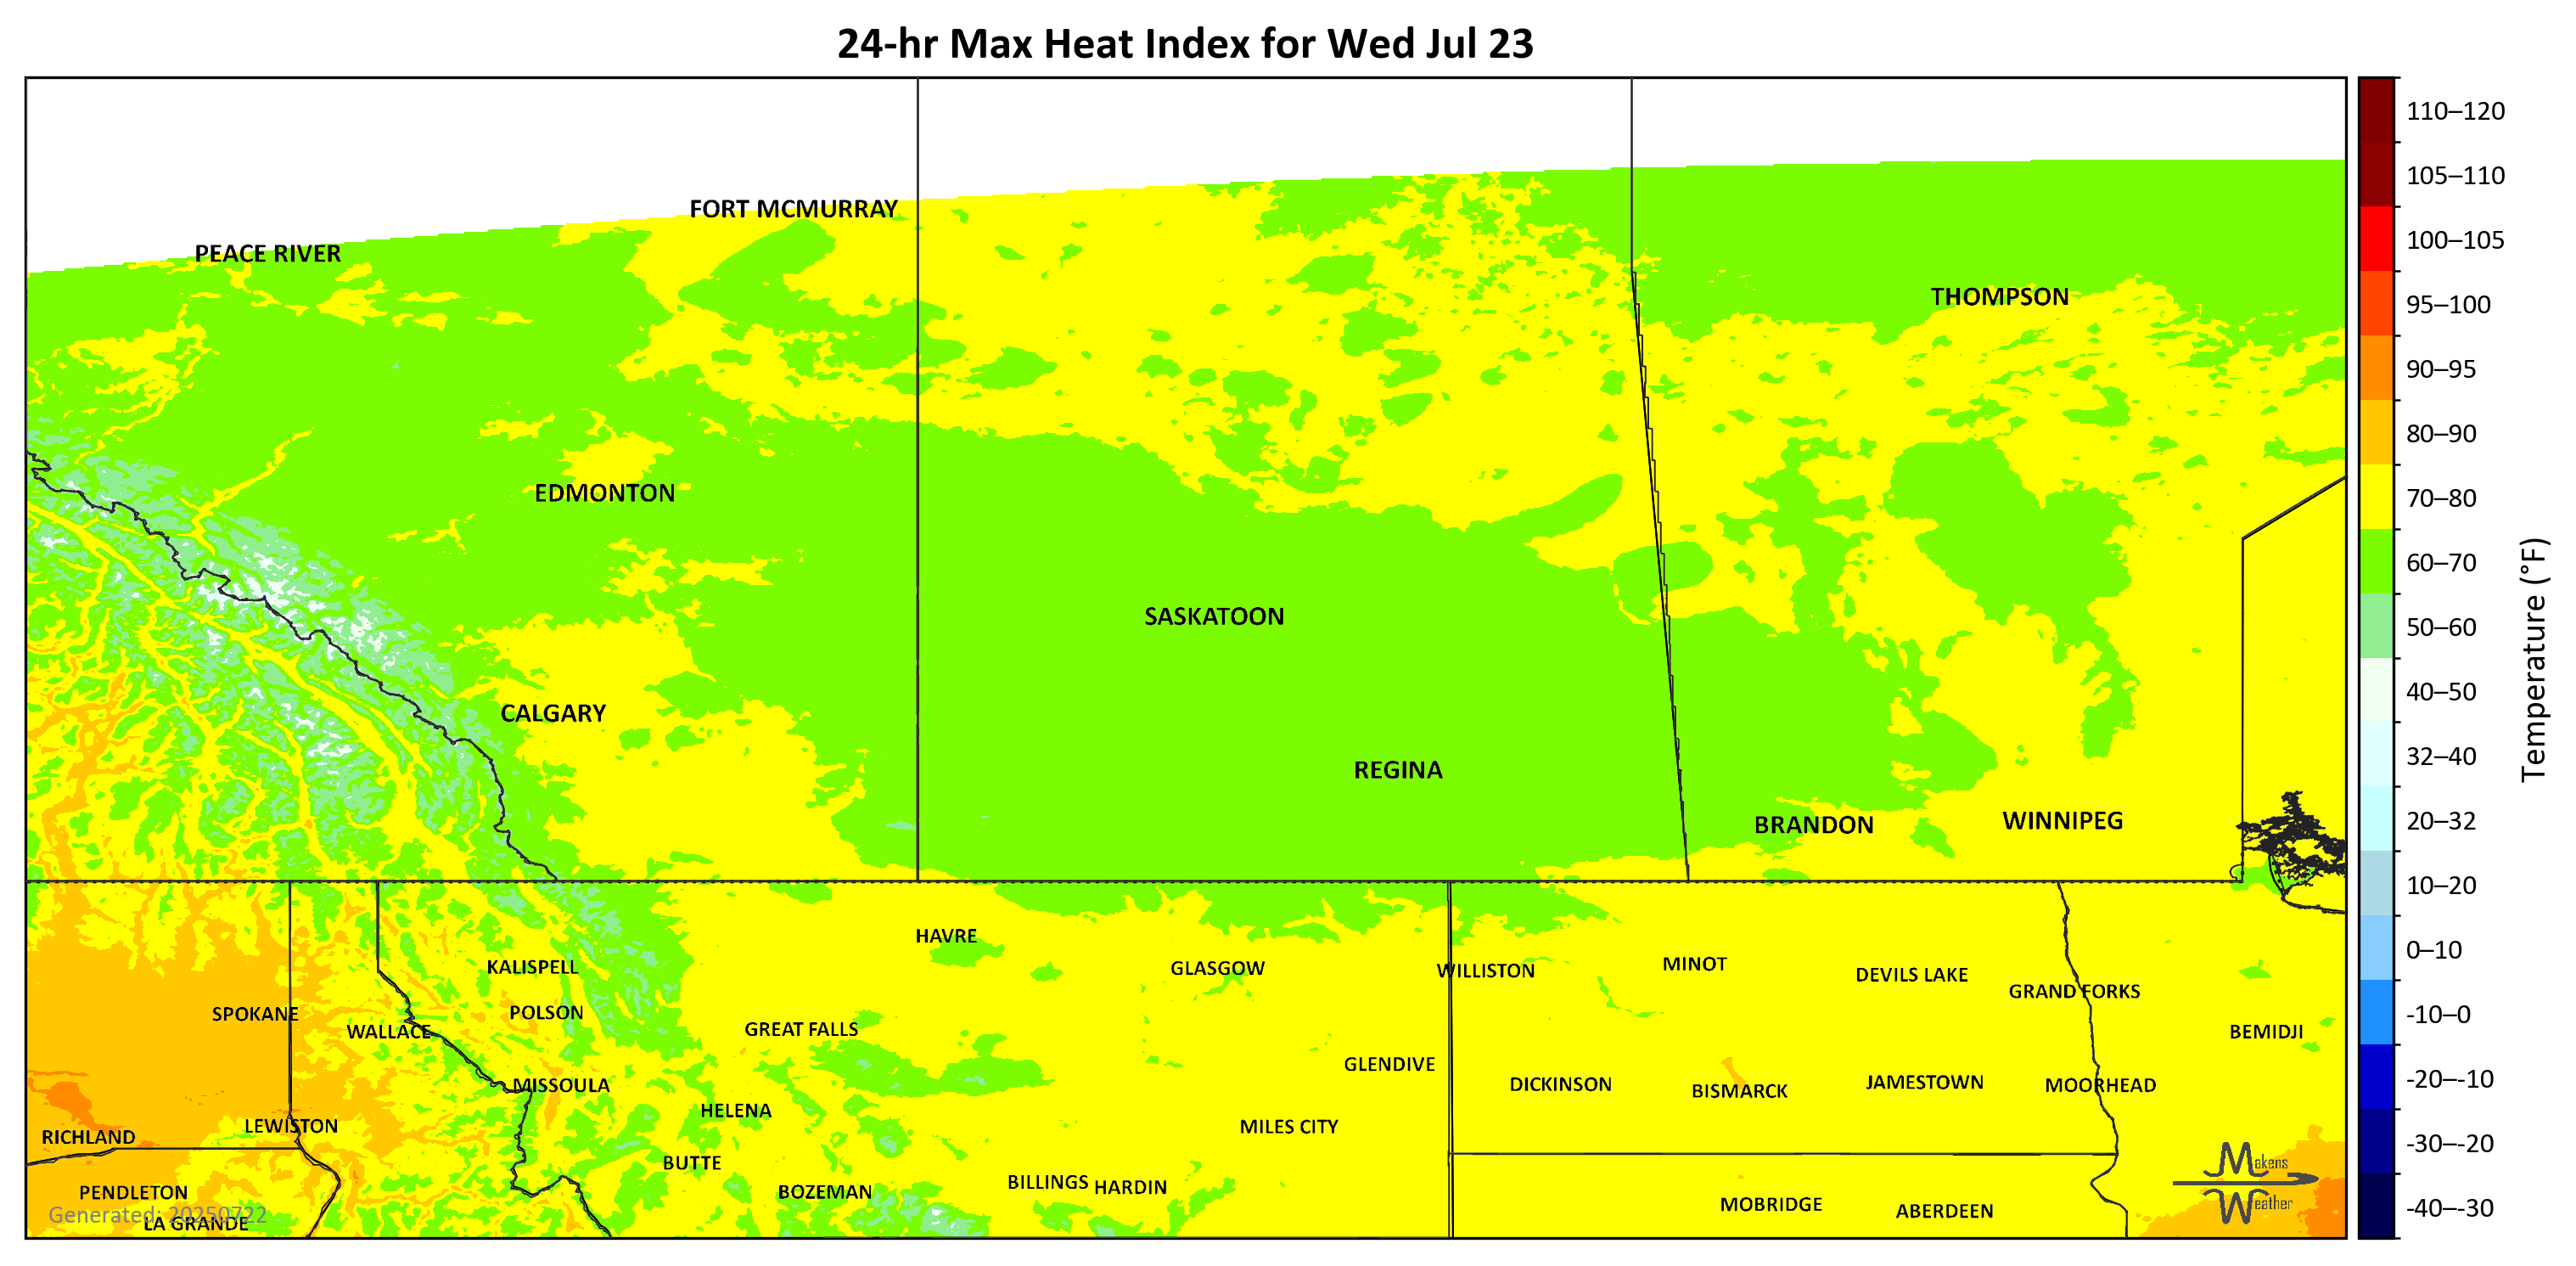 24-hr Max Heat Index for Wed Jul 23
110–120
105–110
FORT MCMURRAY
100–105
PEACE RIVER
THOMPSON
95–100
90–95
80–90
EDMONTON
70–80
60–70
SASKATOON
50–60
Temperature (°F)
40–50
CALGARY
32–40
REGINA
20–32
BRANDON
WINNIPEG
10–20
HAVRE
0–10
KALISPELL
GLASGOW
WILLISTON
MINOT
DEVILS LAKE
GRAND FORKS
SPOKANE
POLSON
-10–0
WALLACE
GREAT FALLS
BEMIDJI
GLENDIVE
-20–-10
MISSOULA
DICKINSON
BISMARCK
JAMESTOWN
MOORHEAD
HELENA
LEWISTON
MILES CITY
RICHLAND
-30–-20
BUTTE
Makens
PENDLETON
BOZEMAN
BILLINGS
HARDIN
Weather
MOBRIDGE
ABERDEEN
-40–-30
Generated: 20250722
LA GRANDE